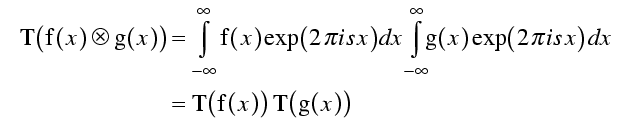 T(f(x)⊗g(x)) = ∫_{-∞}^{∞} f(x)exp(2πisx)dx ∫_{-∞}^{∞} g(x)exp(2πisx)dx
= T(f(x)) T(g(x))